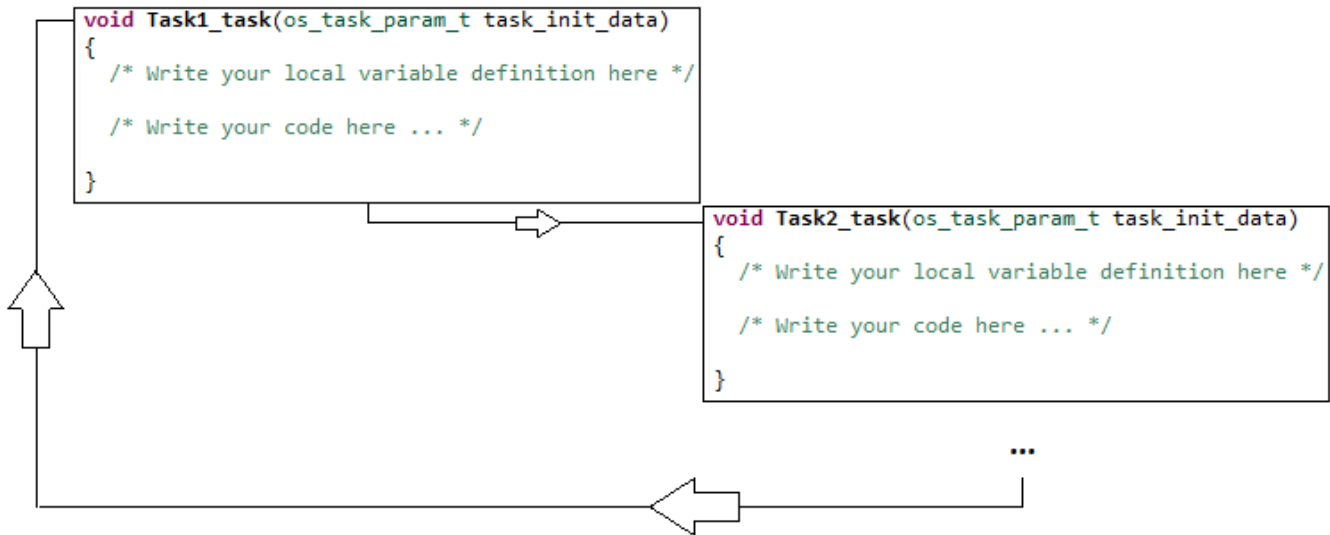 void Task1_task(os_task_param_t task_init_data)
{
/* Write your local variable definition here */
/* Write your code here ... */
}
void Task2_task(os_task_param_t task_init_data)
{
/* Write your local variable definition here */
/* Write your code here ... */
}
...